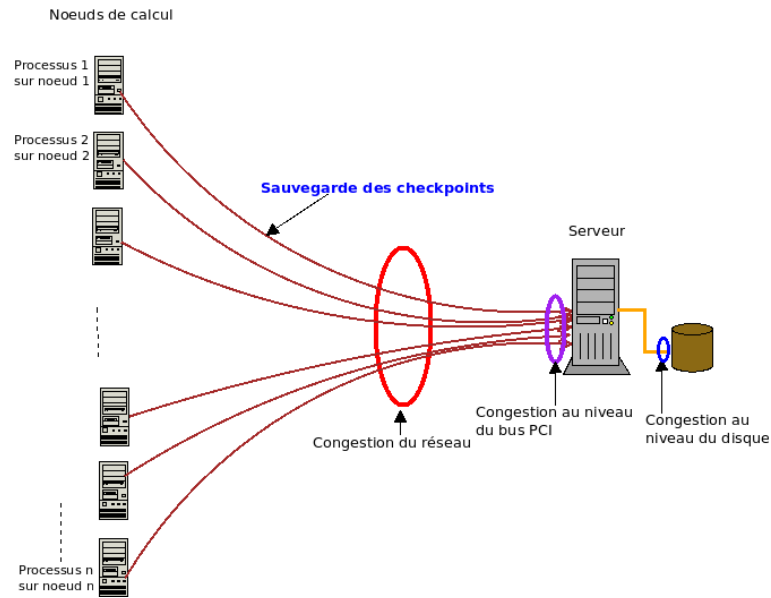 Noeuds de calcul
Processus 1
sur noeud 1
Processus 2
sur noeud 2
Sauvegarde des checkpoints
Serveur
Congestion du réseau
Congestion au niveau
du bus PCI
Congestion au
niveau du disque
Processus n
sur noeud n